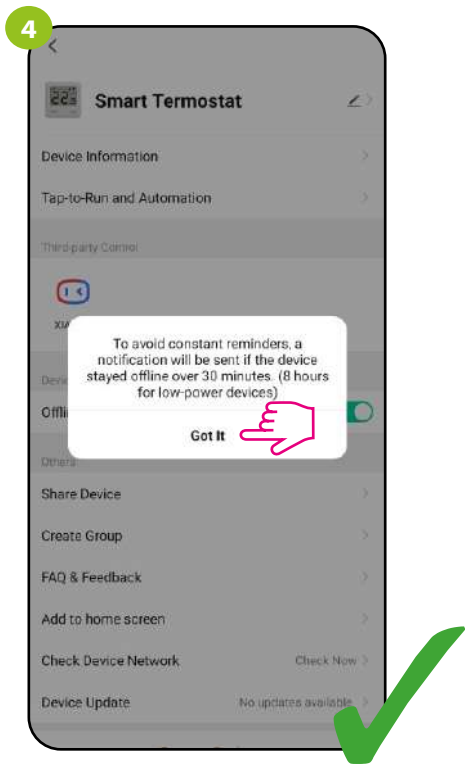 4
Smart Termostat
Device Information
Tap-to-Run and Automation
Third-party Control
To avoid constant reminders, a
notification will be sent if the device
stayed offline over 30 minutes. (8 hours
for low-power devices)
Got It
Others
Share Device
Create Group
FAQ & Feedback
Add to home screen
Check Device Network Check Now
Device Update No updates available